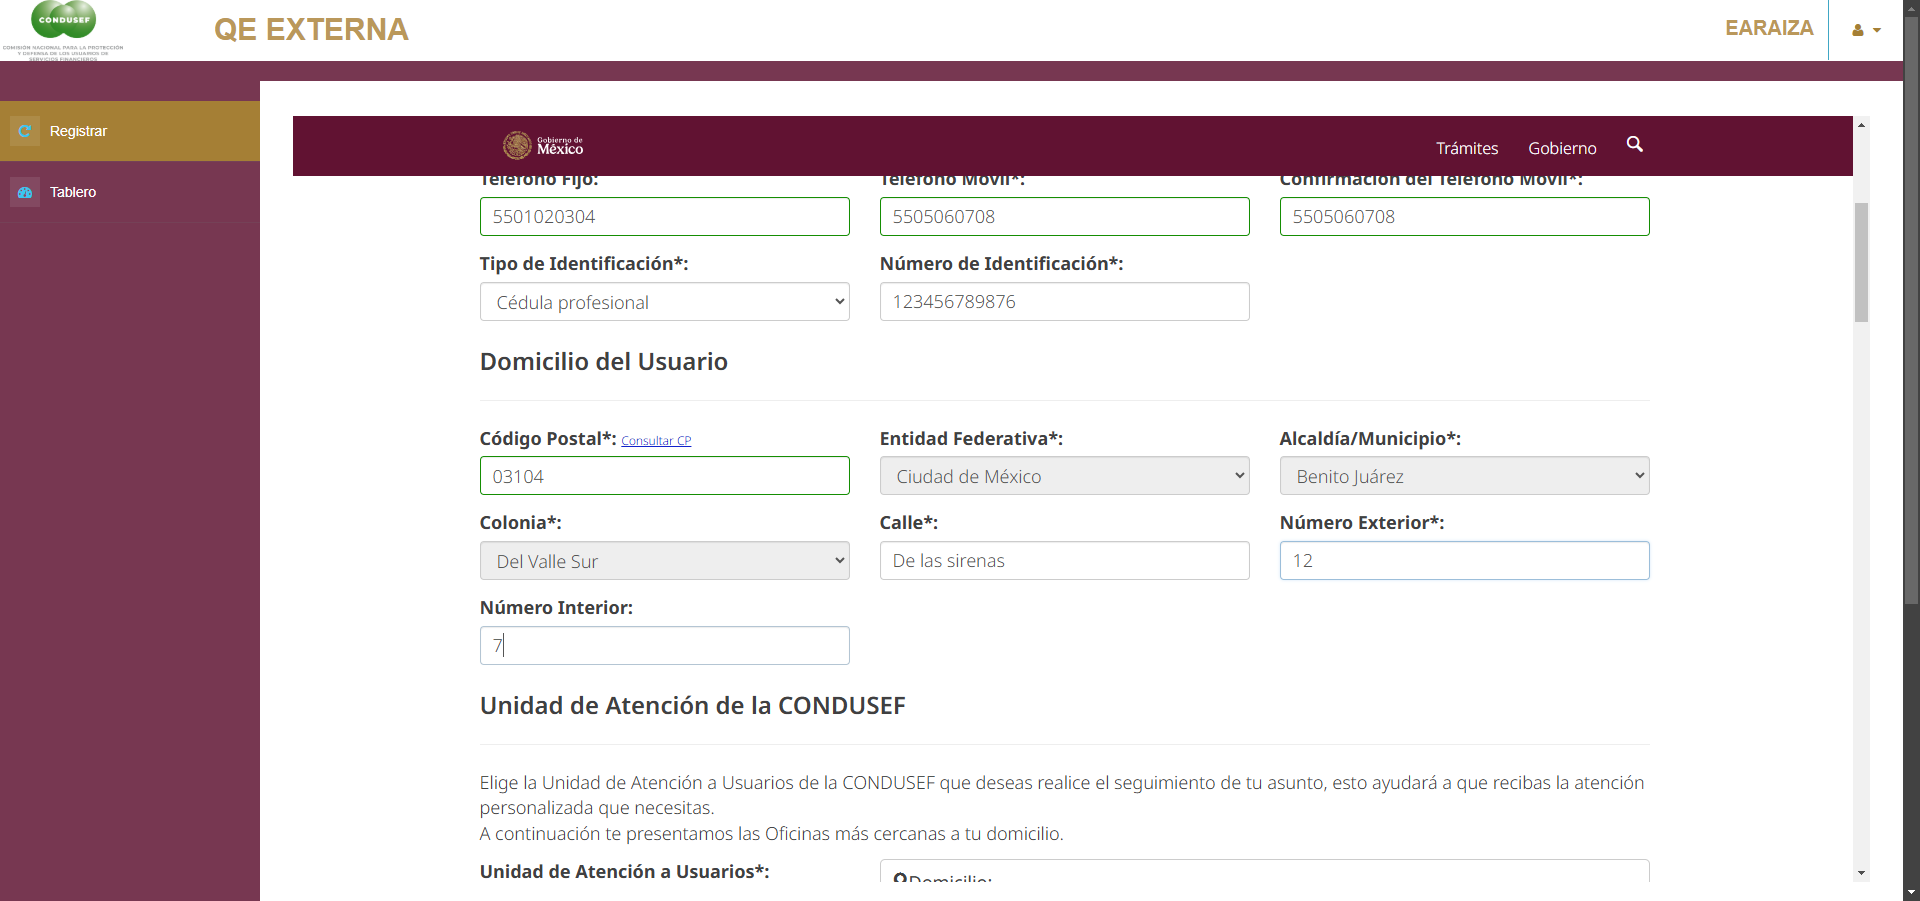 CONDUSEF
COMISIÓN NACIONAL PARA LA PROTECCIÓN
Y DEFENSA DE LOS USUARIOS DE
SERVICIOS FINANCIEROS
QE EXTERNA
EARAIZA
Registrar
Tablero
Gobierno de
México
Trámites
Gobierno
Teléfono Fijo:
Teléfono Móvil*:
Confirmación del Teléfono Móvil*:
5501020304
5505060708
5505060708
Tipo de Identificación*:
Número de Identificación*:
Cédula profesional
123456789876
Domicilio del Usuario
Código Postal*: Consultar CP
Entidad Federativa*:
Alcaldía/Municipio*:
03104
Ciudad de México
Benito Juárez
Colonia*:
Calle*:
Número Exterior*:
Del Valle Sur
De las sirenas
12
Número Interior:
7
Unidad de Atención de la CONDUSEF
Elige la Unidad de Atención a Usuarios de la CONDUSEF que deseas realice el seguimiento de tu asunto, esto ayudará a que recibas la atención
personalizada que necesitas.
A continuación te presentamos las Oficinas más cercanas a tu domicilio.
Unidad de Atención a Usuarios*:
Domicilio: